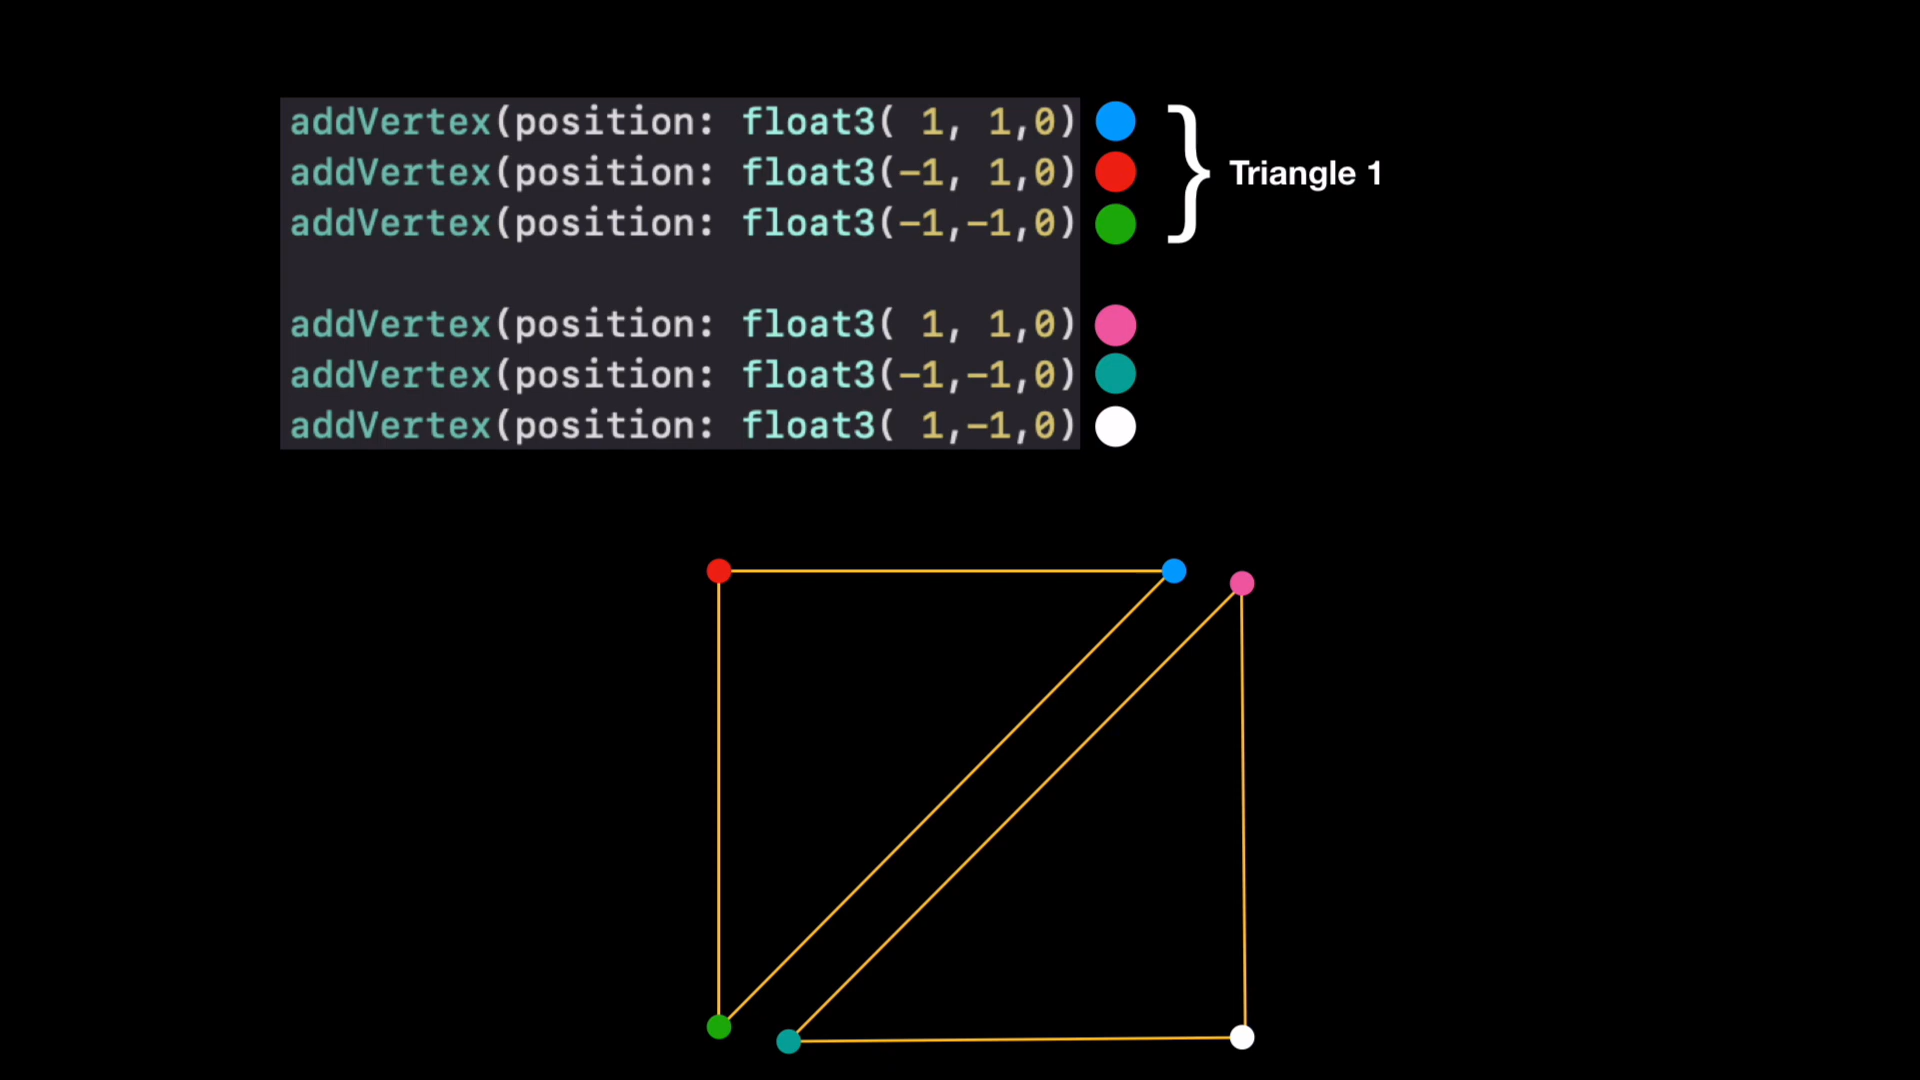 addVertex(position: float3( 1, 1,0)
addVertex(position: float3(-1, 1,0)
addVertex(position: float3(-1,-1,0)
} Triangle 1
addVertex(position: float3( 1, 1,0)
addVertex(position: float3(-1,-1,0)
addVertex(position: float3( 1,-1,0)